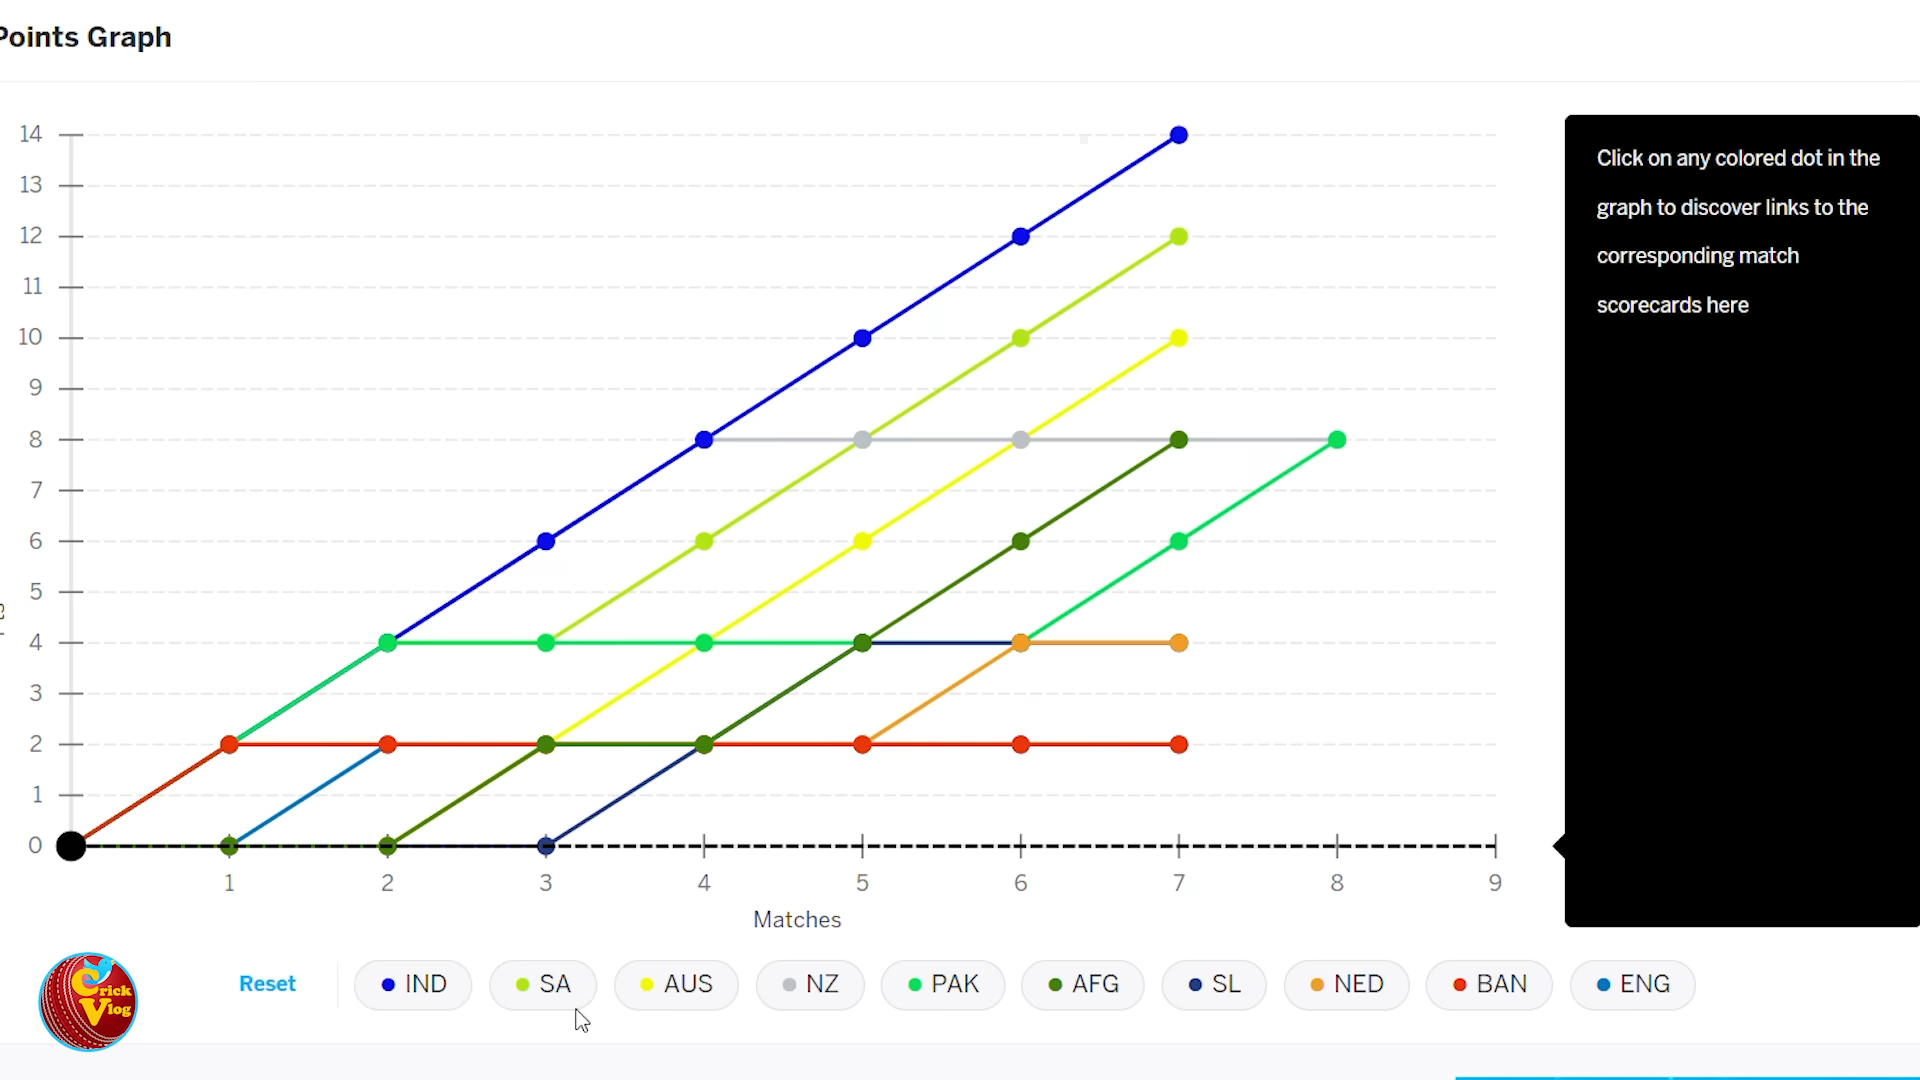 Points Graph
14
13
12
11
10
9
8
7
6
5
4
3
2
1
0
1 2 3 4 5 6 7 8 9
Matches
Click on any colored dot in the
graph to discover links to the
corresponding match
scorecards here
Crick
Vlog
Reset IND SA AUS NZ PAK AFG SL NED BAN ENG